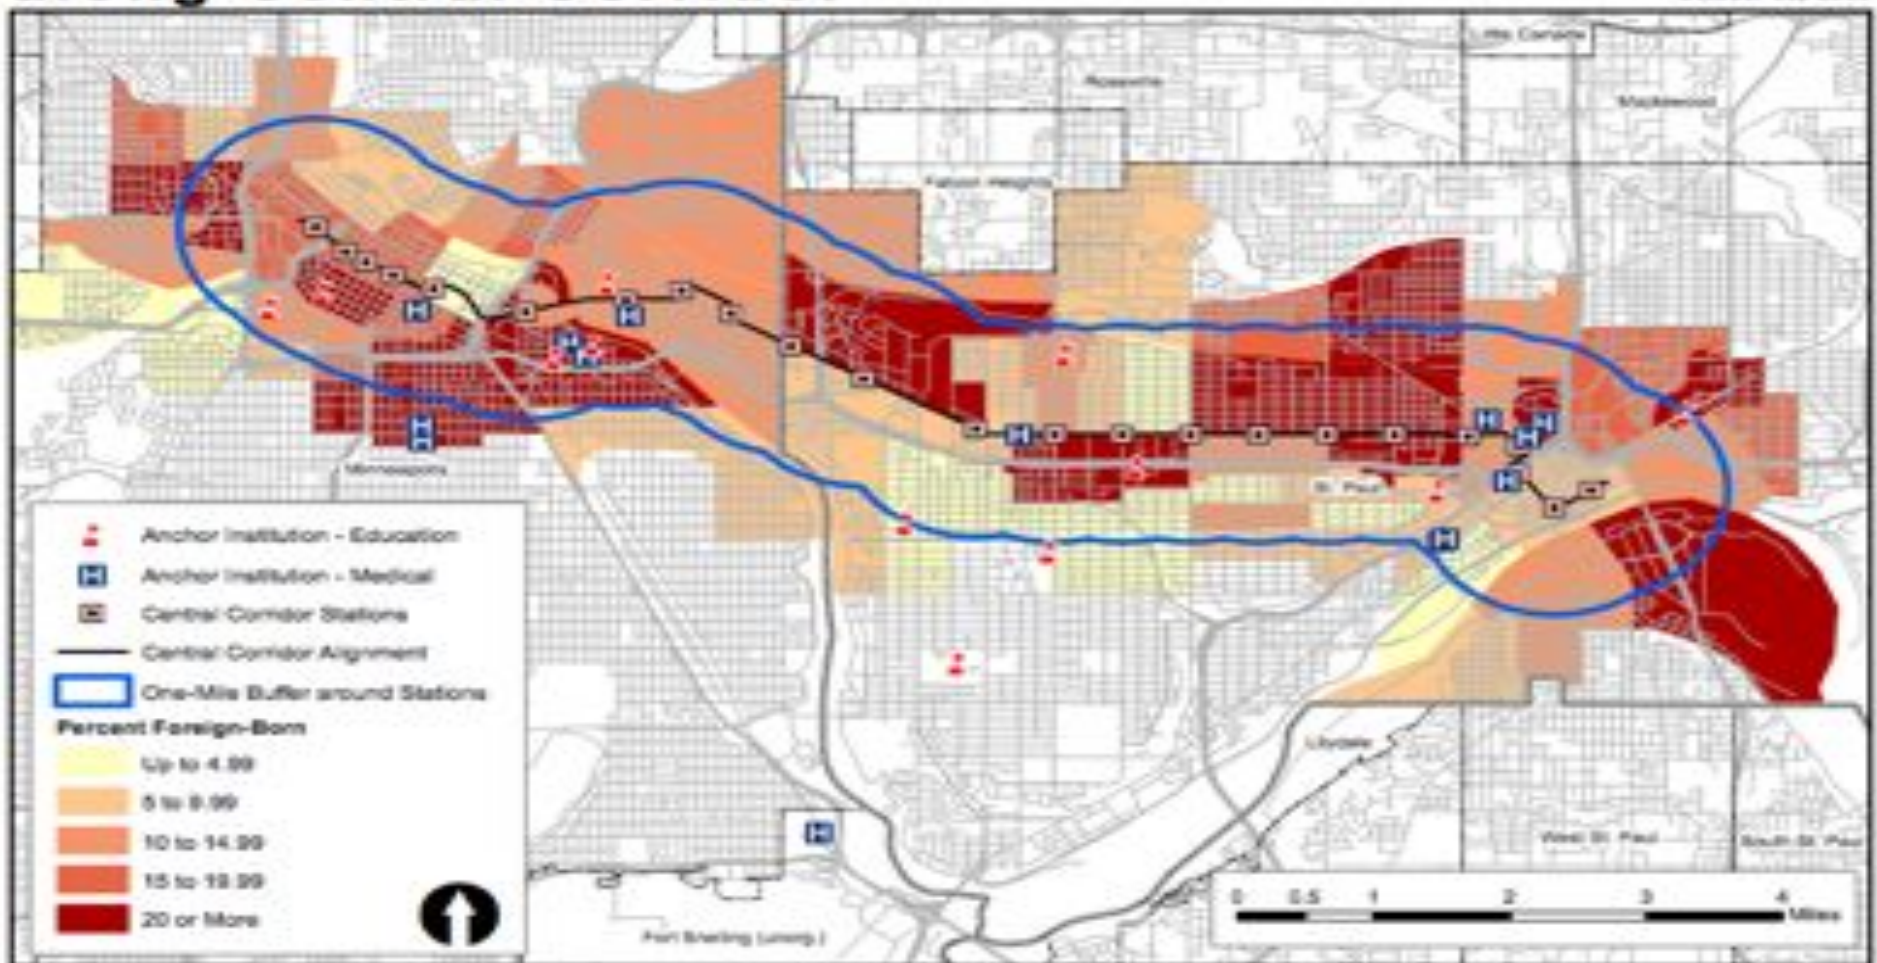 Little Canada
Roseville
Maplewood
Falcon Heights
Minneapolis
St. Paul
Anchor Institution - Education
Anchor Institution - Medical
Central Corridor Stations
Central Corridor Alignment
One-Mile Buffer around Stations
Percent Foreign-Born
Up to 4.99
5 to 9.99
10 to 14.99
15 to 19.99
20 or More
Lilydale
West St. Paul
South St. Paul
0 0.5 1 2 3 4
Miles
Fort Snelling (unorg.)